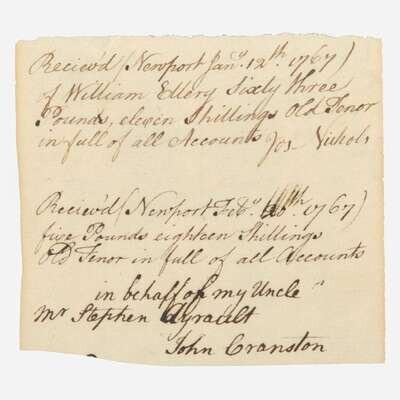 Reciev'd (Newport Jany. 12th. 1767)
of William Ellery Sixty three
Pounds, eleven Shillings Old Tenor
in full of all Accounts Jos Nichols
Reciev'd (Newport Feby. 1767)
five Pounds eighteen Shillings
Old Tenor in full of all Accounts
in behalf of my Uncle
Mr Stephen Ayrault
John Cranston